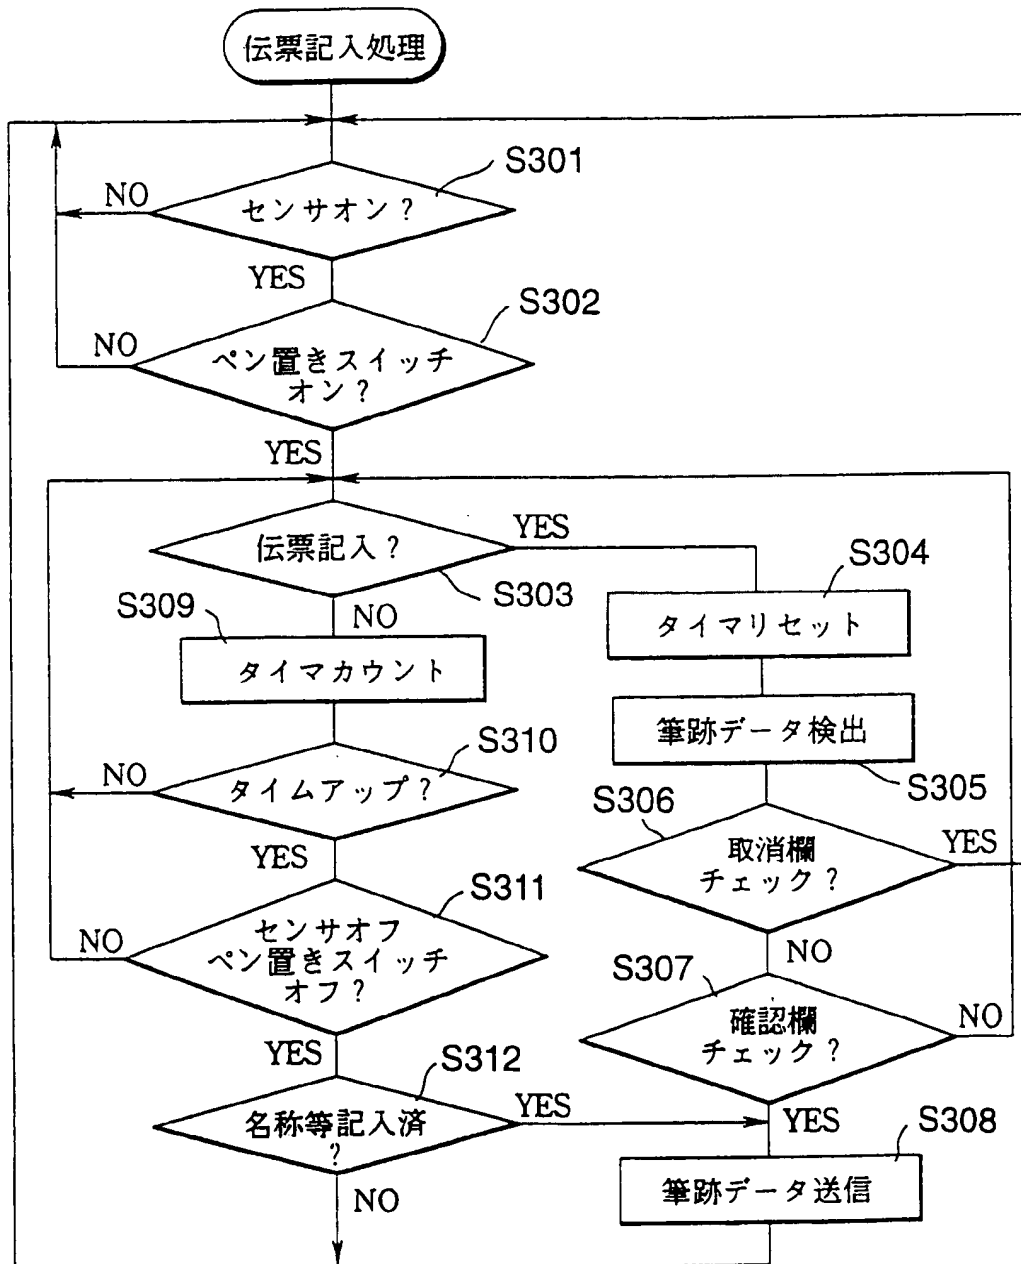 伝票記入処理
S301
NO
センサオン？
YES
S302
NO
ペン置きスイッチ
オン？
YES
伝票記入？
YES
S303
S304
NO
S309
タイマリセット
タイマカウント
筆跡データ検出
S305
S310
NO
タイムアップ？
S306
取消欄
チェック？
YES
YES
S311
センサオフ
ペン置きスイッチ
オフ？
NO
NO
S307
確認欄
チェック？
NO
YES
S312
名称等記入済
？
YES
YES
S308
筆跡データ送信
NO